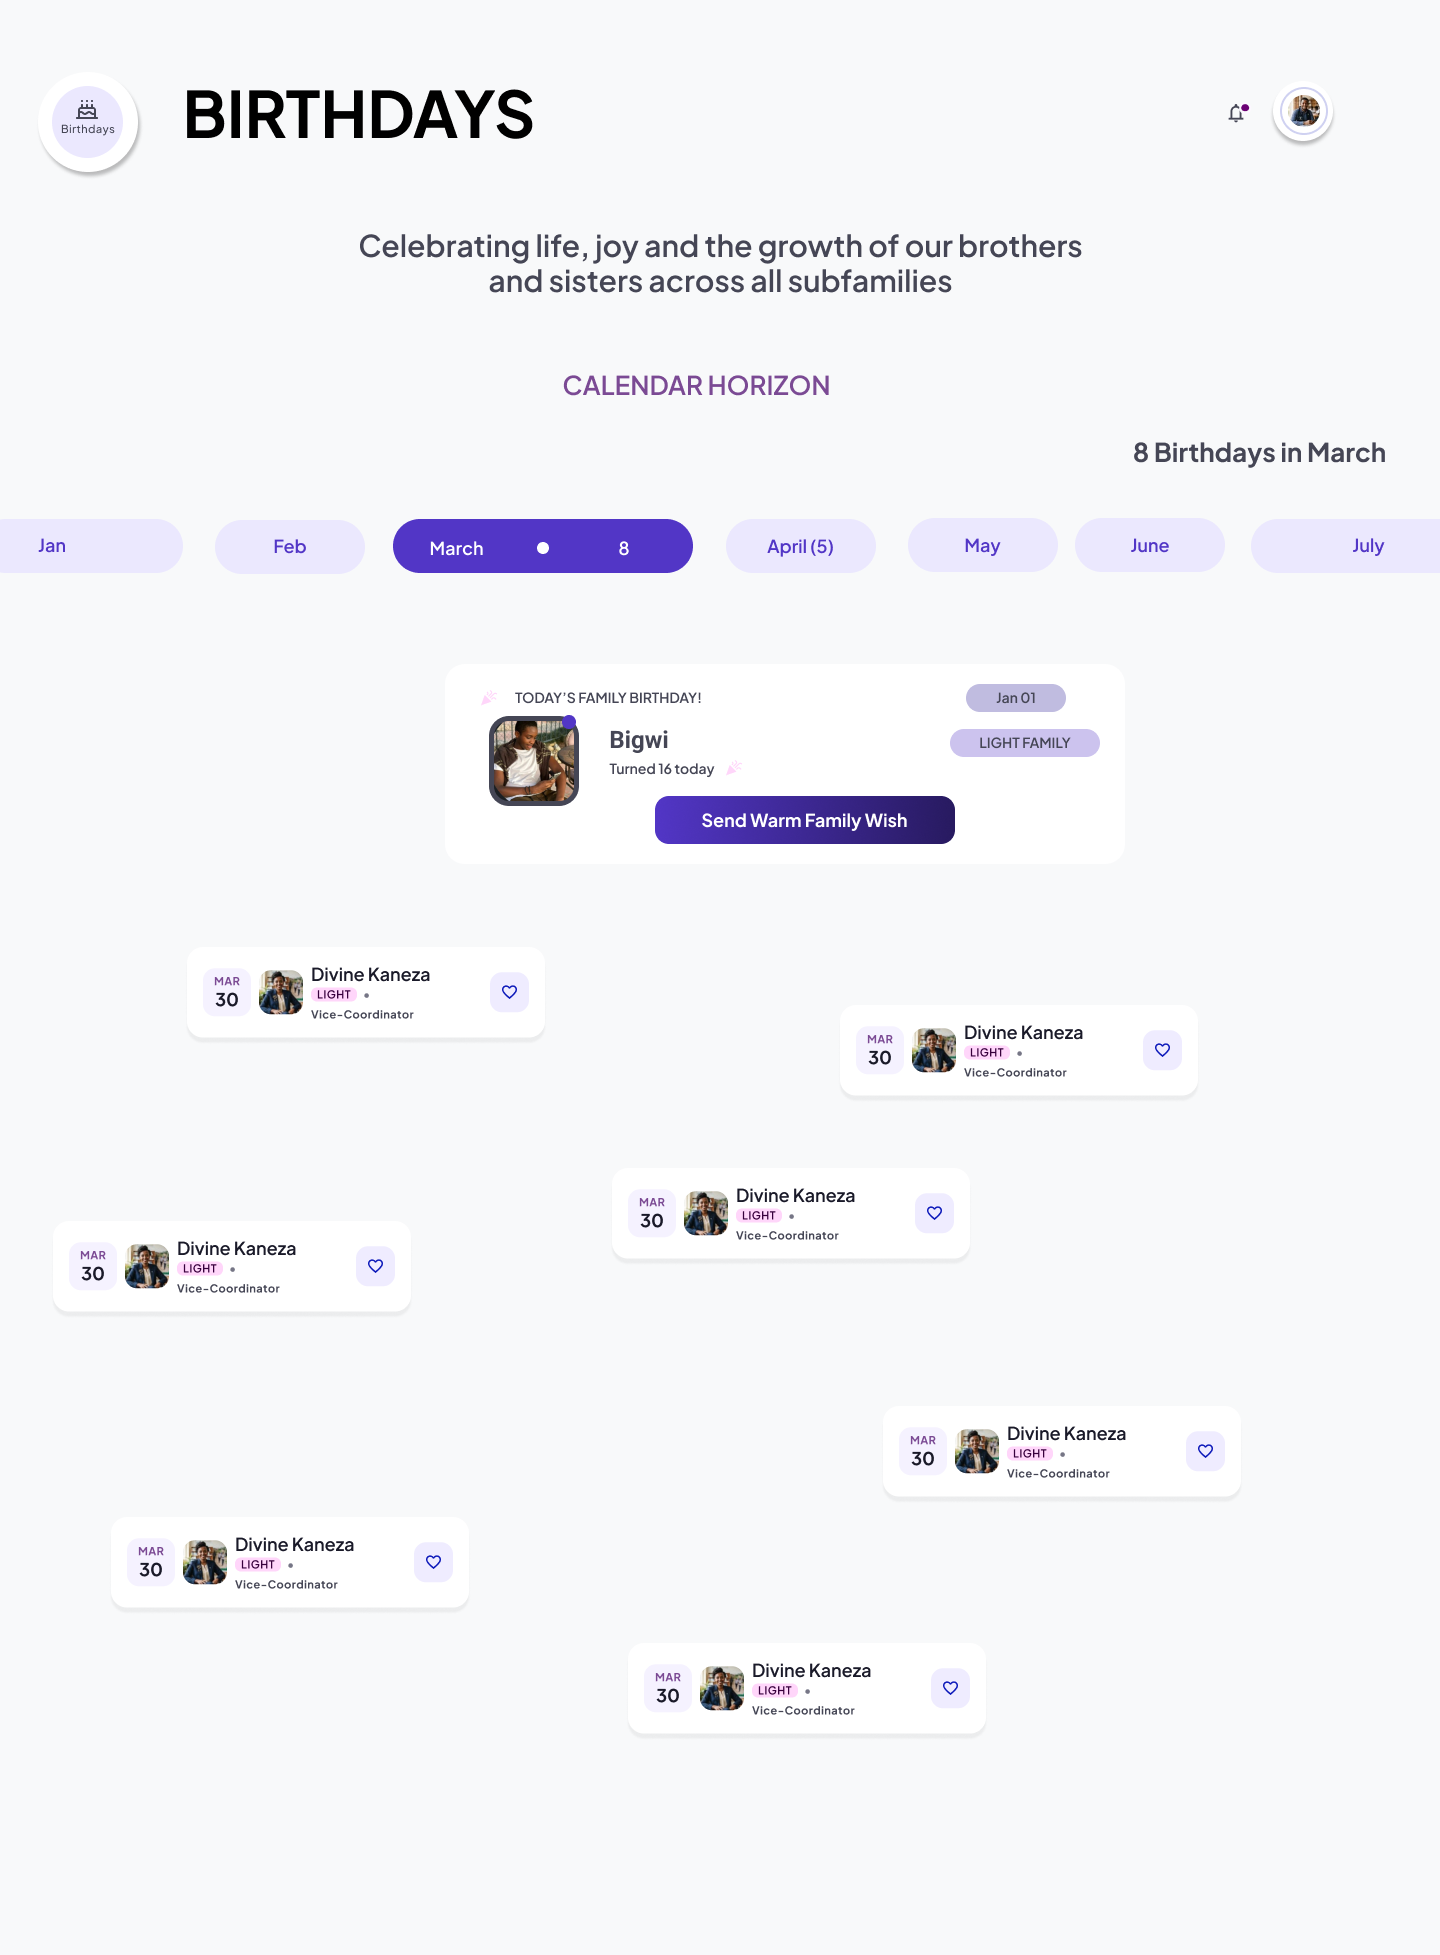 Birthdays
BIRTHDAYS
Celebrating life, joy and the growth of our brothers
and sisters across all subfamilies
CALENDAR HORIZON
8 Birthdays in March
Jan
Feb
March
8
April (5)
May
June
July
TODAY'S FAMILY BIRTHDAY!
Jan 01
Bigwi
LIGHT FAMILY
Turned 16 today
Send Warm Family Wish
MAR
30
Divine Kaneza
LIGHT
Vice-Coordinator
MAR
30
Divine Kaneza
LIGHT
Vice-Coordinator
MAR
30
Divine Kaneza
LIGHT
Vice-Coordinator
MAR
30
Divine Kaneza
LIGHT
Vice-Coordinator
MAR
30
Divine Kaneza
LIGHT
Vice-Coordinator
MAR
30
Divine Kaneza
LIGHT
Vice-Coordinator
MAR
30
Divine Kaneza
LIGHT
Vice-Coordinator